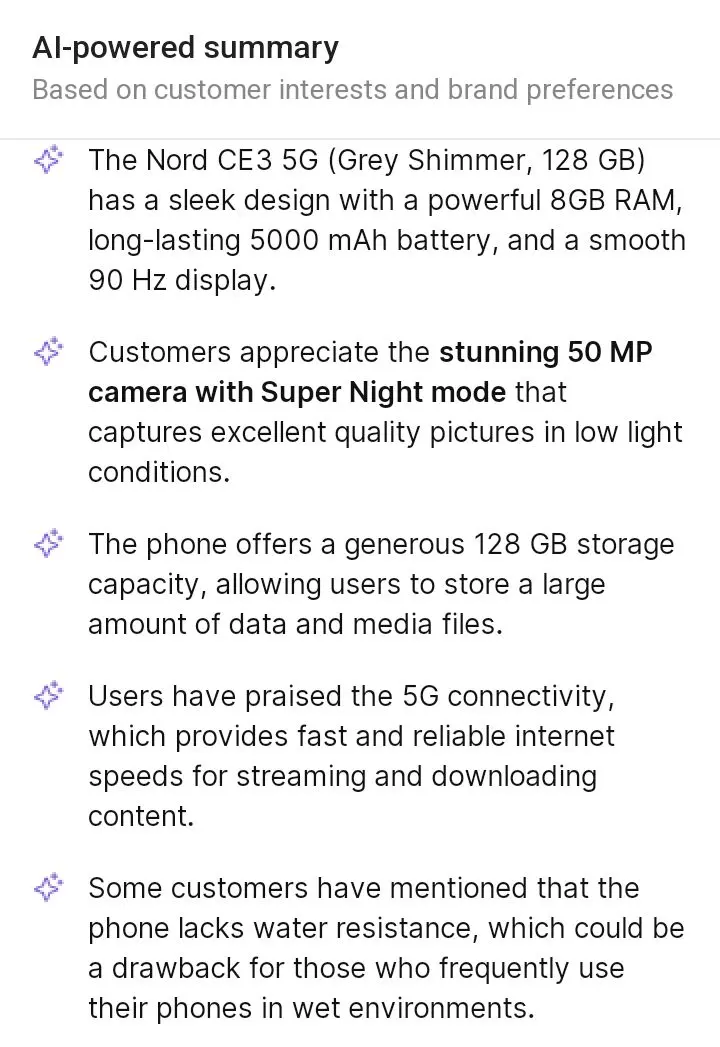 AI-powered summary
Based on customer interests and brand preferences
The Nord CE3 5G (Grey Shimmer, 128 GB)
has a sleek design with a powerful 8GB RAM,
long-lasting 5000 mAh battery, and a smooth
90 Hz display.
Customers appreciate the stunning 50 MP
camera with Super Night mode that
captures excellent quality pictures in low light
conditions.
The phone offers a generous 128 GB storage
capacity, allowing users to store a large
amount of data and media files.
Users have praised the 5G connectivity,
which provides fast and reliable internet
speeds for streaming and downloading
content.
Some customers have mentioned that the
phone lacks water resistance, which could be
a drawback for those who frequently use
their phones in wet environments.